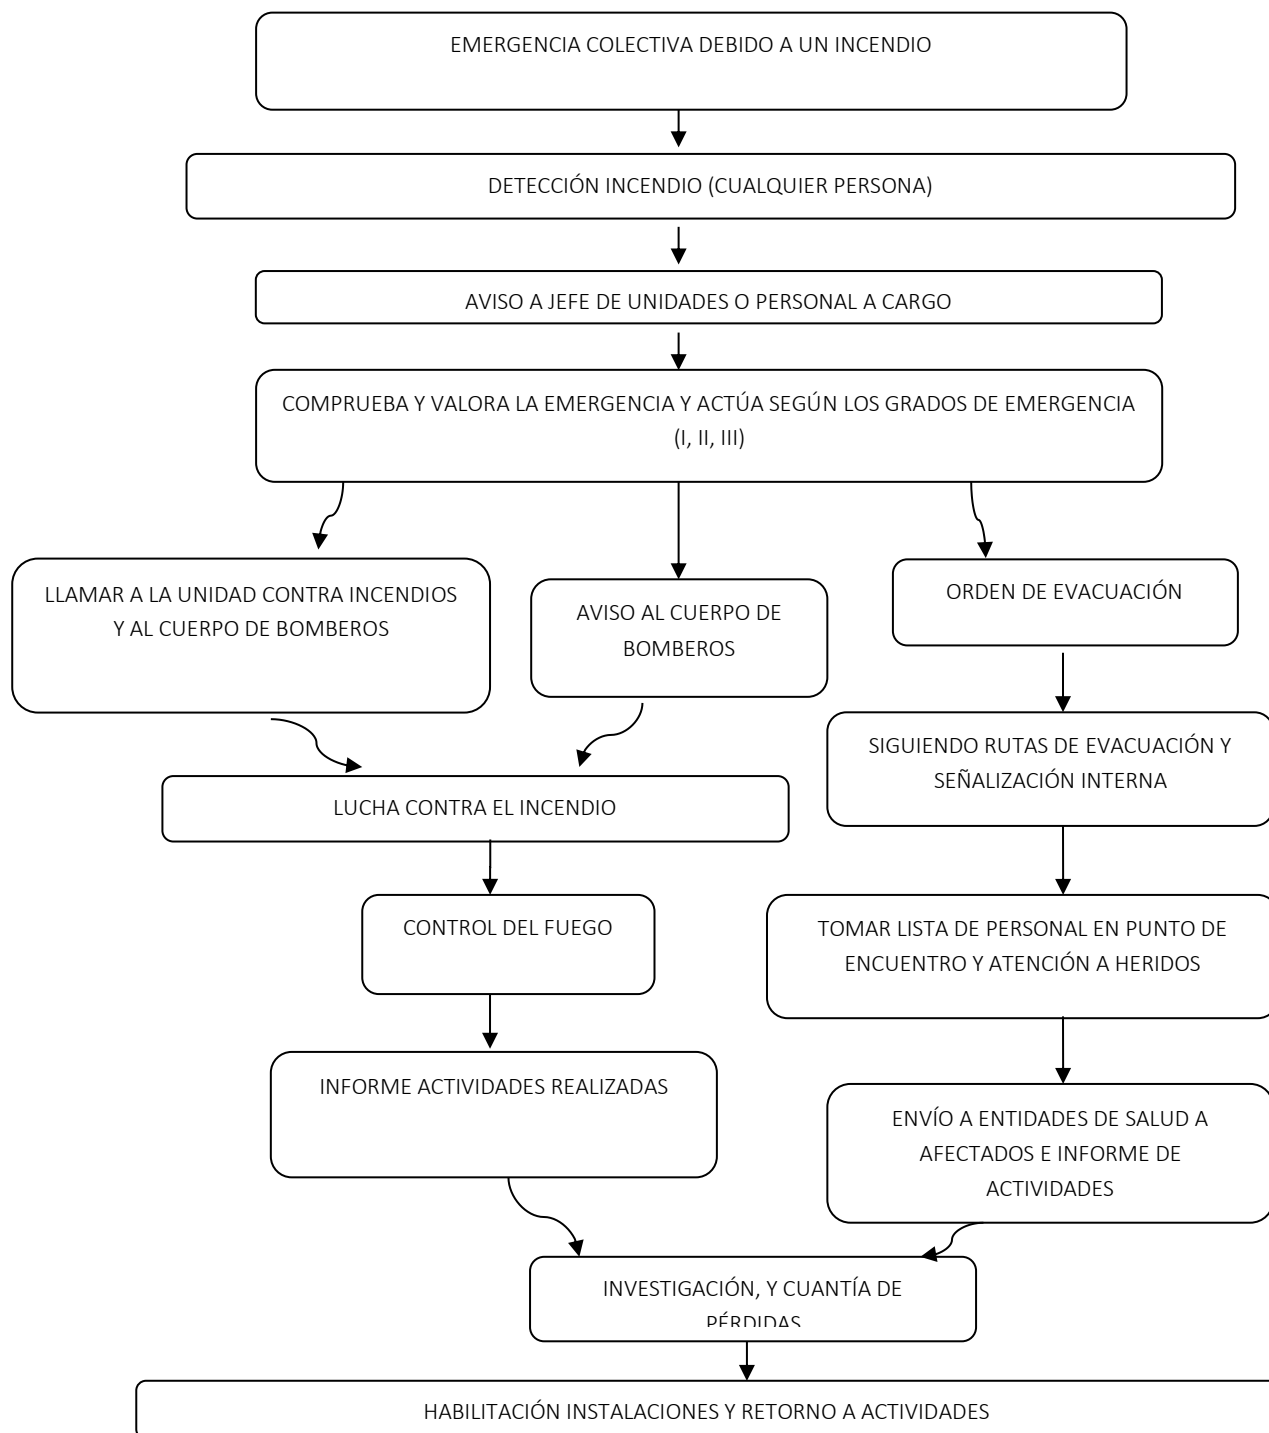 EMERGENCIA COLECTIVA DEBIDO A UN INCENDIO
DETECCIÓN INCENDIO (CUALQUIER PERSONA)
AVISO A JEFE DE UNIDADES O PERSONAL A CARGO
COMPRUEBA Y VALORA LA EMERGENCIA Y ACTÚA SEGÚN LOS GRADOS DE EMERGENCIA
(I, II, III)
LLAMAR A LA UNIDAD CONTRA INCENDIOS
Y AL CUERPO DE BOMBEROS
AVISO AL CUERPO DE
BOMBEROS
ORDEN DE EVACUACIÓN
SIGUIENDO RUTAS DE EVACUACIÓN Y
SEÑALIZACIÓN INTERNA
LUCHA CONTRA EL INCENDIO
CONTROL DEL FUEGO
TOMAR LISTA DE PERSONAL EN PUNTO DE
ENCUENTRO Y ATENCIÓN A HERIDOS
INFORME ACTIVIDADES REALIZADAS
ENVÍO A ENTIDADES DE SALUD A
AFECTADOS E INFORME DE
ACTIVIDADES
INVESTIGACIÓN, Y CUANTÍA DE
PÉRDIDAS
HABILITACIÓN INSTALACIONES Y RETORNO A ACTIVIDADES